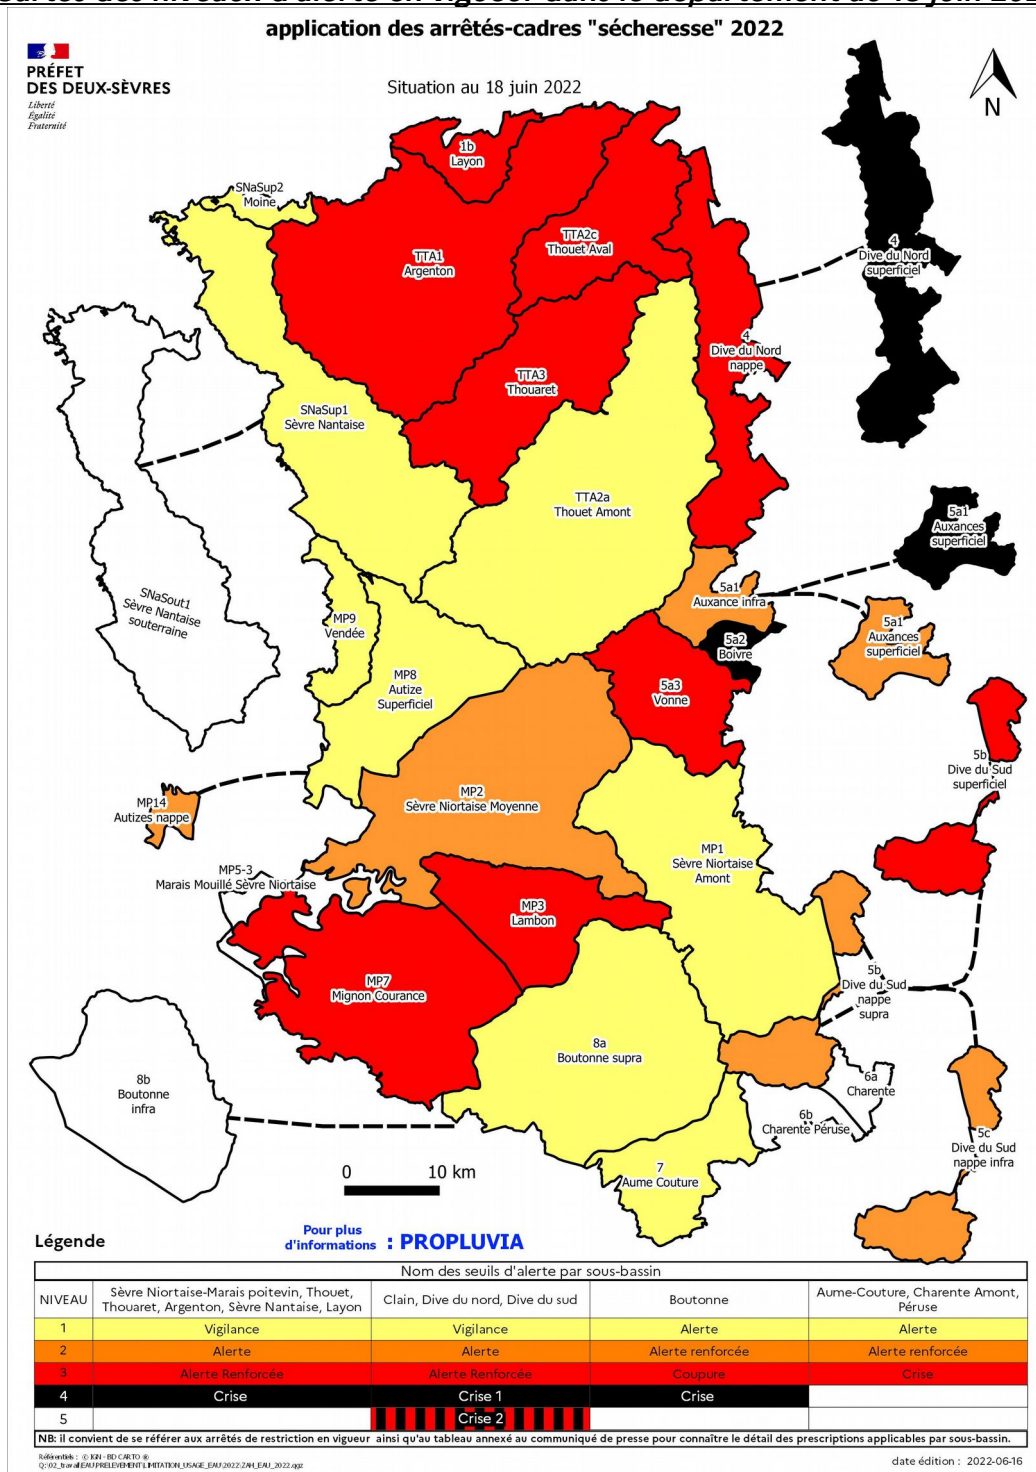 application des arrêtés-cadres "sécheresse" 2022
PRÉFET
DES DEUX-SÈVRES
Liberté
Égalité
Fraternité
Situation au 18 juin 2022
N
1b
Layon
SNaSup2
Moine
TTA2c
Thouet Aval
TTA1
Argenton
4
Dive du Nord
superficiel
4
Dive du Nord
nappe
TTA3
Thouaret
SNaSup1
Sèvre Nantaise
TTA2a
Thouet Amont
5a1
Auxances
superficiel
SNaSout1
Sèvre Nantaise
souterraine
5a1
Auxance infra
MP9
Vendée
5a2
Boivre
5a1
Auxances
superficiel
MP8
Autize
Superficiel
5a3
Vonne
5b
Dive du Sud
superficiel
MP2
Sèvre Niortaise Moyenne
MP14
Autizes nappe
MP1
Sèvre Niortaise
Amont
MP5-3
Marais Mouillé Sèvre Niortaise
MP3
Lambon
MP7
Mignon Courance
5b
Dive du Sud
nappe
supra
8a
Boutonne supra
8b
Boutonne
infra
6a
Charente
6b
Charente Péruse
5c
Dive du Sud
nappe infra
7
Aume Couture
0 10 km
Légende
Pour plus
d'informations : PROPLUVIA
Nom des seuils d'alerte par sous-bassin
NIVEAU
Sèvre Niortaise-Marais poitevin, Thouet,
Thouaret, Argenton, Sèvre Nantaise, Layon
Clain, Dive du nord, Dive du sud
Boutonne
Aume-Couture, Charente Amont,
Péruse
1 Vigilance Vigilance Alerte Alerte
2 Alerte Alerte Alerte renforcée Alerte renforcée
3 Alerte Renforcée Alerte Renforcée Coupure Crise
4 Crise Crise 1 Crise
5 Crise 2
NB: il convient de se référer aux arrêtés de restriction en vigueur ainsi qu'au tableau annexé au communiqué de presse pour connaître le détail des prescriptions applicables par sous-bassin.
Référentiels : © IGN - BD CARTO ®
Q:\02_travail\EAU\PRELEVEMENT\LIMITATION_USAGE_EAU\2022\ZAH_EAU_2022.qgz
date édition : 2022-06-16